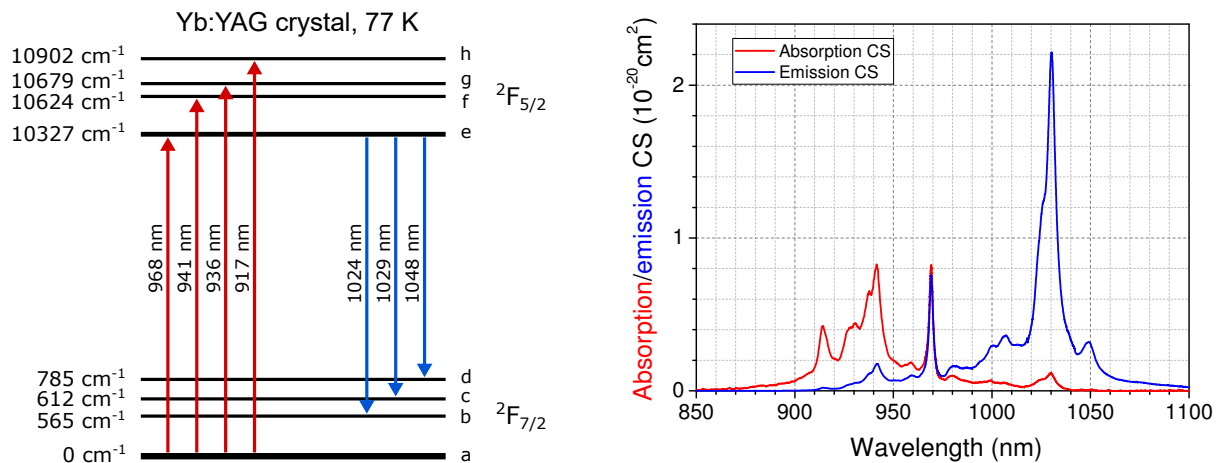 Yb:YAG crystal, 77 K
10902 cm⁻¹
h
10679 cm⁻¹
g
10624 cm⁻¹
f
²F5/2
10327 cm⁻¹
e
968 nm
941 nm
936 nm
917 nm
1024 nm
1029 nm
1048 nm
785 cm⁻¹
d
612 cm⁻¹
c
565 cm⁻¹
b
²F7/2
0 cm⁻¹
a
Absorption CS
Emission CS
Absorption/emission CS (10⁻²⁰cm²)
2
1
0
850 900 950 1000 1050 1100
Wavelength (nm)